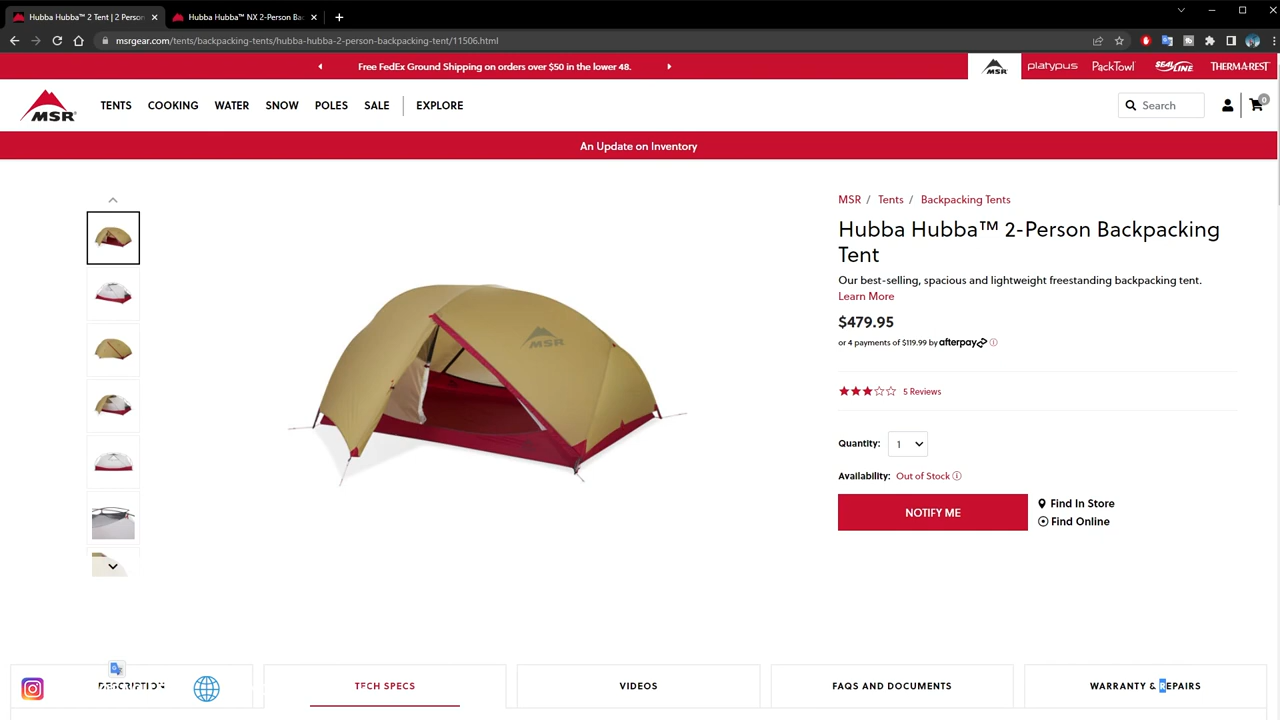 Hubba Hubba™ 2 Tent | 2 Person
Hubba Hubba™ NX 2-Person Bac
msrgear.com/tents/backpacking-tents/hubba-hubba-2-person-backpacking-tent/11506.html
Free FedEx Ground Shipping on orders over $50 in the lower 48.
MSR
platypus
PackTowl
SEALLINE
THERMAREST
MSR
TENTS
COOKING
WATER
SNOW
POLES
SALE
EXPLORE
Search
0
An Update on Inventory
MSR / Tents / Backpacking Tents
Hubba Hubba™ 2-Person Backpacking
Tent
Our best-selling, spacious and lightweight freestanding backpacking tent.
Learn More
$479.95
or 4 payments of $119.99 by afterpay
5 Reviews
Quantity: 1
Availability: Out of Stock
NOTIFY ME
Find In Store
Find Online
MSR
DESCRIPTION
TECH SPECS
VIDEOS
FAQS AND DOCUMENTS
WARRANTY & REPAIRS